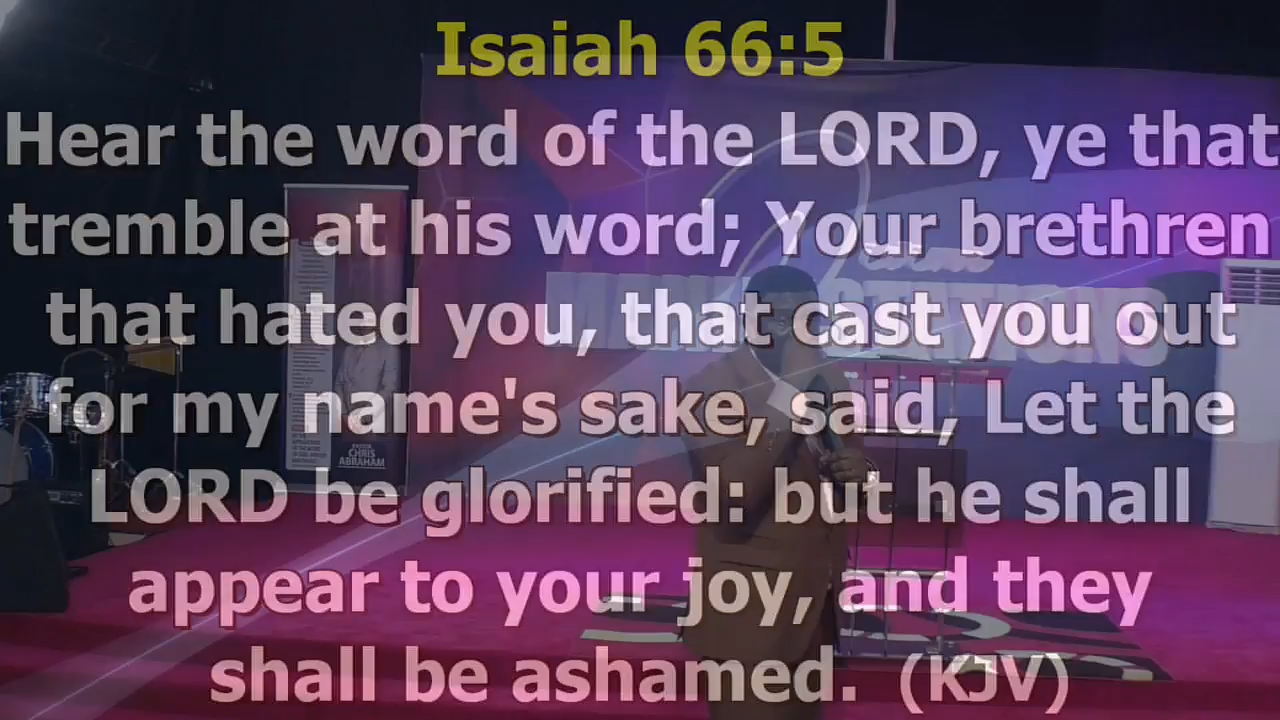 Isaiah 66:5
Hear the word of the LORD, ye that
tremble at his word; Your brethren
that hated you, that cast you out
for my name's sake, said, Let the
LORD be glorified: but he shall
appear to your joy, and they
shall be ashamed. (KJV)
CHRIS
ABRAHAM